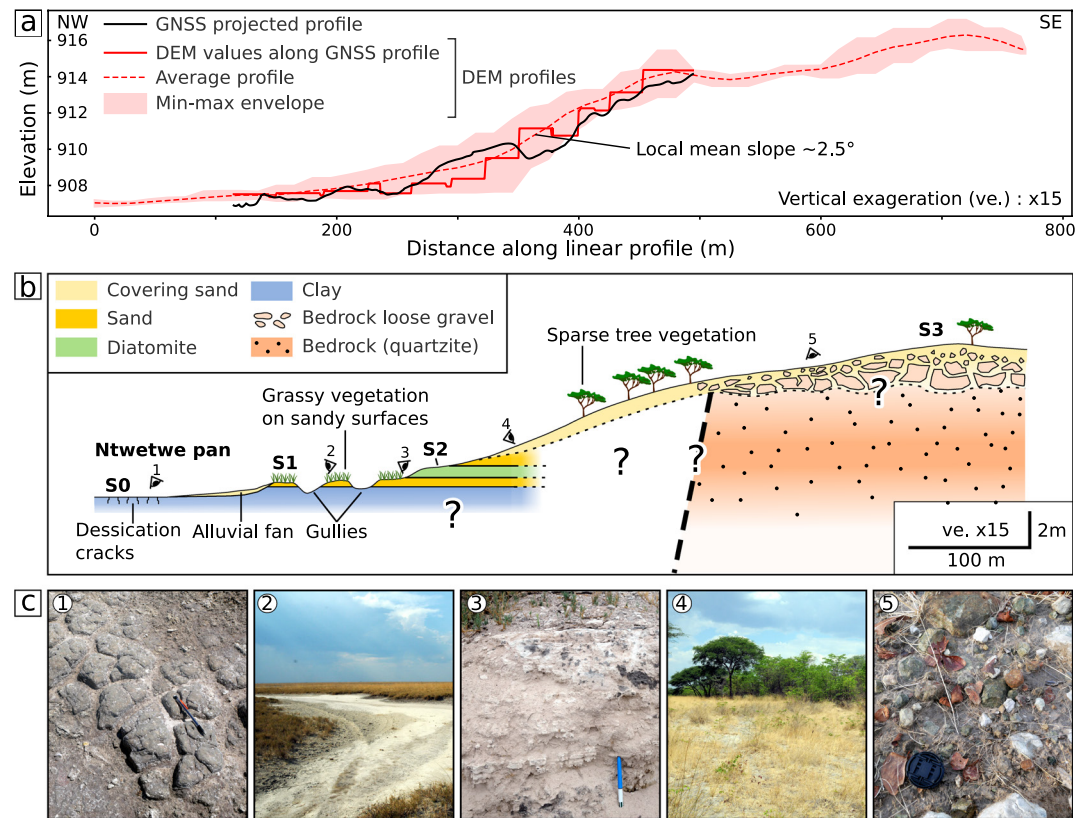 a
NW
SE
GNSS projected profile
DEM values along GNSS profile
Average profile
Min-max envelope
DEM profiles
Local mean slope ~2.5°
Vertical exageration (ve.) : x15
Elevation (m)
916
914
912
910
908
0
200
400
600
800
Distance along linear profile (m)
b
Covering sand
Sand
Diatomite
Clay
Bedrock loose gravel
Bedrock (quartzite)
Sparse tree vegetation
5
S3
Grassy vegetation
on sandy surfaces
4
Ntwetwe pan
S0
1
S1
2
3
S2
?
?
?
?
Dessication
cracks
Alluvial fan
Gullies
ve. x15
2m
100 m
c
1
2
3
4
5